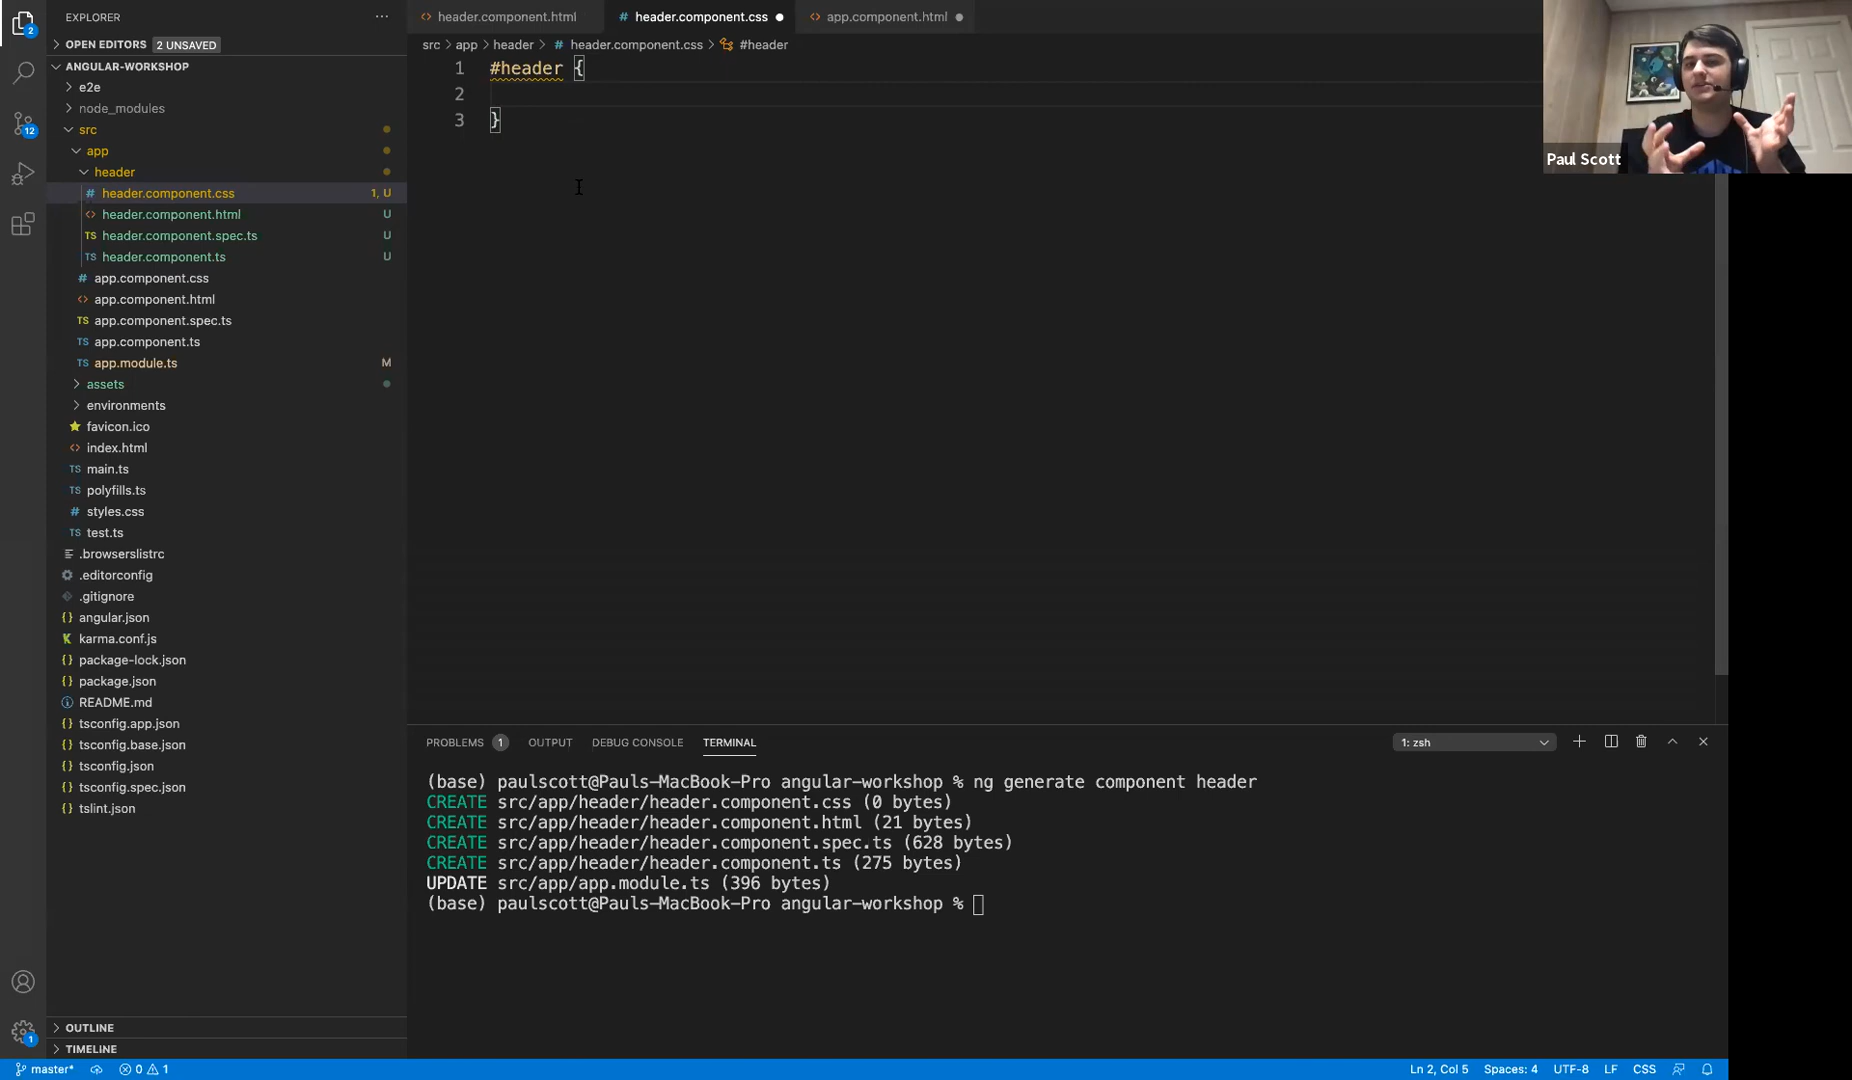 EXPLORER
OPEN EDITORS 2 UNSAVED
ANGULAR-WORKSHOP
e2e
node_modules
src
app
header
header.component.css 1, U
header.component.html U
header.component.spec.ts U
header.component.ts U
app.component.css
app.component.html
app.component.spec.ts
app.component.ts
app.module.ts M
assets
environments
favicon.ico
index.html
main.ts
polyfills.ts
styles.css
test.ts
.browserslistrc
.editorconfig
.gitignore
angular.json
karma.conf.js
package-lock.json
package.json
README.md
tsconfig.app.json
tsconfig.base.json
tsconfig.json
tsconfig.spec.json
tslint.json
OUTLINE
TIMELINE
2
12
1
header.component.html
header.component.css
app.component.html
src > app > header > # header.component.css > #header
1 #header {
2
3 }
Paul Scott
PROBLEMS 1 OUTPUT DEBUG CONSOLE TERMINAL 1: zsh
(base) paulscott@Pauls-MacBook-Pro angular-workshop % ng generate component header
CREATE src/app/header/header.component.css (0 bytes)
CREATE src/app/header/header.component.html (21 bytes)
CREATE src/app/header/header.component.spec.ts (628 bytes)
CREATE src/app/header/header.component.ts (275 bytes)
UPDATE src/app/app.module.ts (396 bytes)
(base) paulscott@Pauls-MacBook-Pro angular-workshop %
master* 0 1 Ln 2, Col 5 Spaces: 4 UTF-8 LF CSS